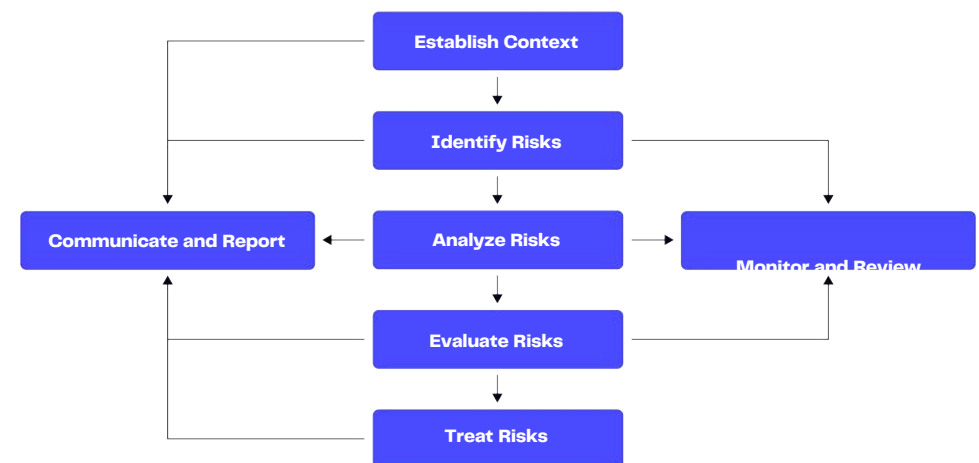 Establish Context
Identify Risks
Communicate and Report
Analyze Risks
Monitor and Review
Evaluate Risks
Treat Risks